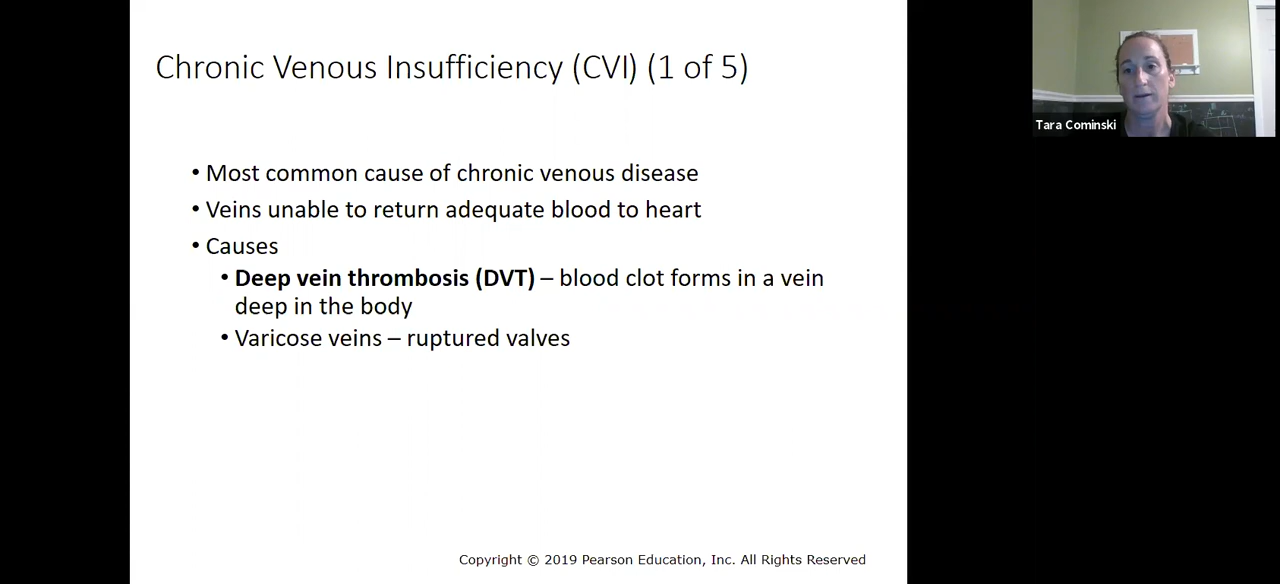 Chronic Venous Insufficiency (CVI) (1 of 5)
Tara Cominski
• Most common cause of chronic venous disease
• Veins unable to return adequate blood to heart
• Causes
• Deep vein thrombosis (DVT) – blood clot forms in a vein
deep in the body
• Varicose veins – ruptured valves
Copyright © 2019 Pearson Education, Inc. All Rights Reserved